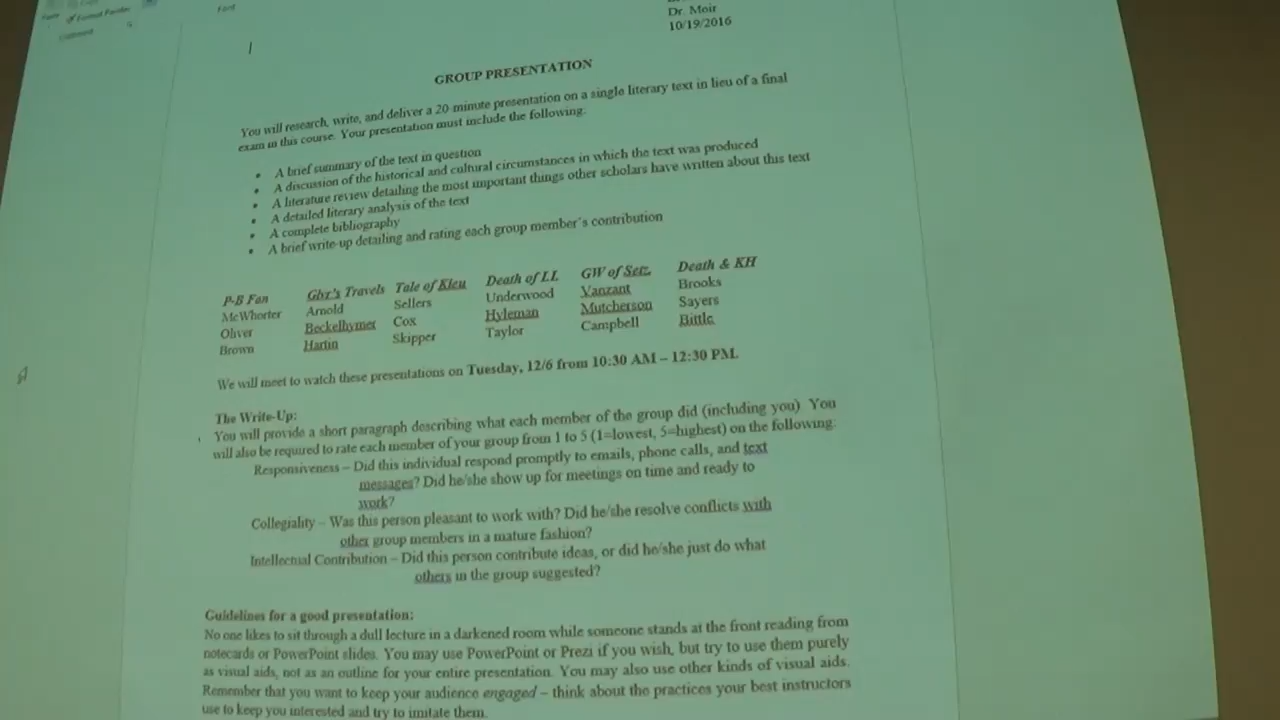 Format Painter
Clipboard
Font
Dr. Moir
10/19/2016
GROUP PRESENTATION
You will research, write, and deliver a 20-minute presentation on a single literary text in lieu of a final
exam in this course. Your presentation must include the following:
• A brief summary of the text in question
• A discussion of the historical and cultural circumstances in which the text was produced
• A literature review detailing the most important things other scholars have written about this text
• A detailed literary analysis of the text
• A complete bibliography
• A brief write-up detailing and rating each group member's contribution
P-B Fan Glvr's Travels Tale of Kieu Death of LL GW of Setz. Death & KH
McWhorter Arnold Sellers Underwood Vanzant Brooks
Oliver Beckelhymer Cox Hyleman Mutcherson Sayers
Brown Hartin Skipper Taylor Campbell Bittle
We will meet to watch these presentations on Tuesday, 12/6 from 10:30 AM – 12:30 PM.
The Write-Up:
You will provide a short paragraph describing what each member of the group did (including you) You
will also be required to rate each member of your group from 1 to 5 (1=lowest, 5=highest) on the following:
Responsiveness – Did this individual respond promptly to emails, phone calls, and text
messages? Did he/she show up for meetings on time and ready to
work?
Collegiality – Was this person pleasant to work with? Did he/she resolve conflicts with
other group members in a mature fashion?
Intellectual Contribution – Did this person contribute ideas, or did he/she just do what
others in the group suggested?
Guidelines for a good presentation:
No one likes to sit through a dull lecture in a darkened room while someone stands at the front reading from
notecards or PowerPoint slides. You may use PowerPoint or Prezi if you wish, but try to use them purely
as visual aids, not as an outline for your entire presentation. You may also use other kinds of visual aids.
Remember that you want to keep your audience engaged – think about the practices your best instructors
use to keep you interested and try to imitate them.